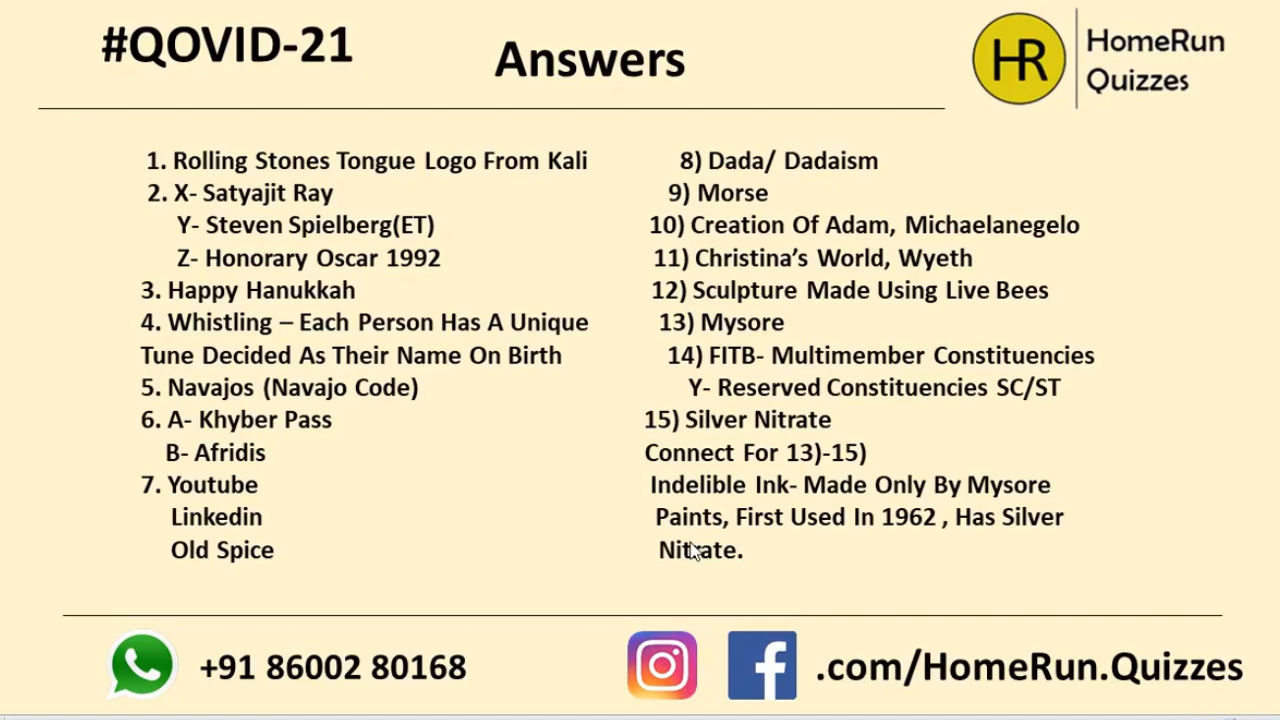 #QOVID-21
Answers
HR
HomeRun
Quizzes
1. Rolling Stones Tongue Logo From Kali
2. X- Satyajit Ray
Y- Steven Spielberg(ET)
Z- Honorary Oscar 1992
3. Happy Hanukkah
4. Whistling – Each Person Has A Unique
Tune Decided As Their Name On Birth
5. Navajos (Navajo Code)
6. A- Khyber Pass
B- Afridis
7. Youtube
Linkedin
Old Spice
8) Dada/ Dadaism
9) Morse
10) Creation Of Adam, Michaelanegelo
11) Christina’s World, Wyeth
12) Sculpture Made Using Live Bees
13) Mysore
14) FITB- Multimember Constituencies
Y- Reserved Constituencies SC/ST
15) Silver Nitrate
Connect For 13)-15)
Indelible Ink- Made Only By Mysore
Paints, First Used In 1962 , Has Silver
Nitrate.
+91 86002 80168
.com/HomeRun.Quizzes